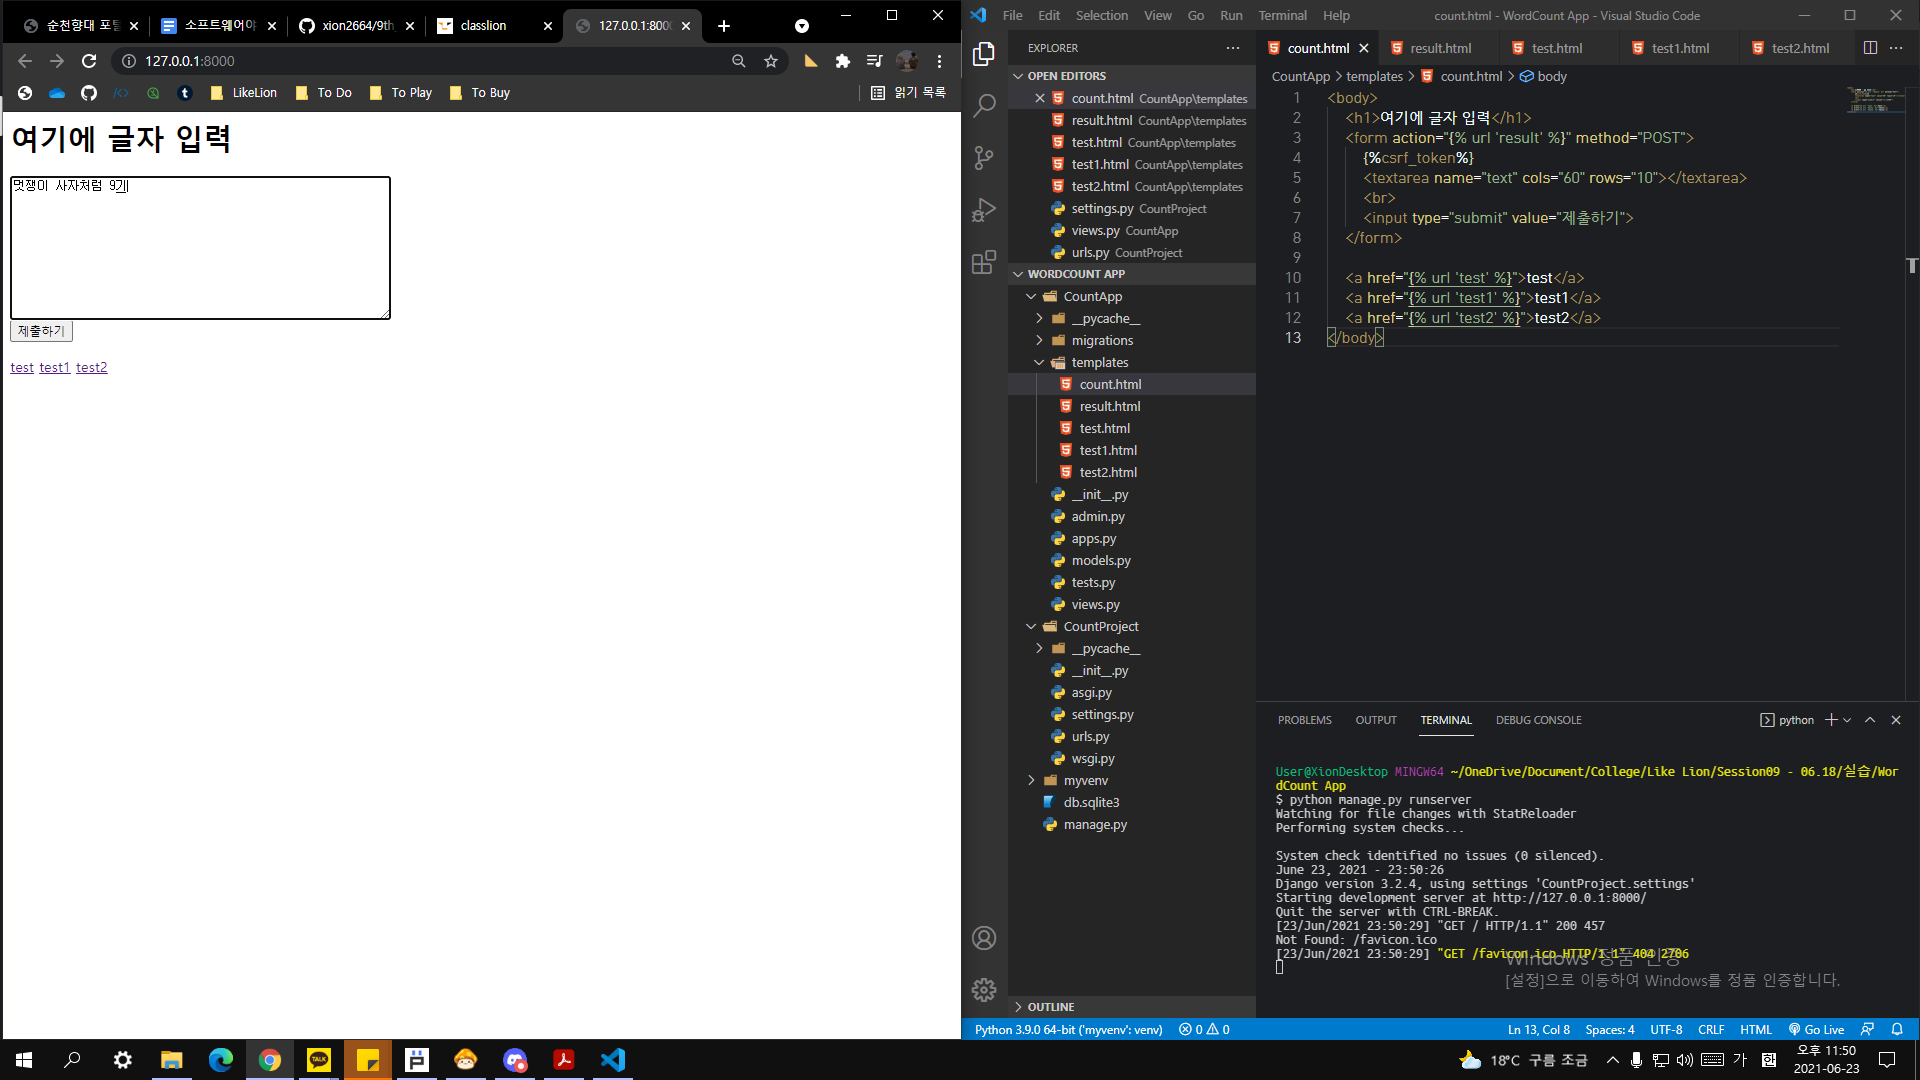 순천향대 포털
소프트웨어야
xion2664/9th_
classlion
127.0.0.1:8000
127.0.0.1:8000
LikeLion
To Do
To Play
To Buy
읽기 목록
여기에 글자 입력
멋쟁이 사자처럼 9기
제출하기
test test1 test2
File Edit Selection View Go Run Terminal Help
count.html - WordCount App - Visual Studio Code
EXPLORER
OPEN EDITORS
count.html CountApp\templates
result.html CountApp\templates
test.html CountApp\templates
test1.html CountApp\templates
test2.html CountApp\templates
settings.py CountProject
views.py CountApp
urls.py CountProject
WORDCOUNT APP
CountApp
__pycache__
migrations
templates
count.html
result.html
test.html
test1.html
test2.html
__init__.py
admin.py
apps.py
models.py
tests.py
views.py
CountProject
__pycache__
__init__.py
asgi.py
settings.py
urls.py
wsgi.py
myvenv
db.sqlite3
manage.py
OUTLINE
count.html
result.html
test.html
test1.html
test2.html
CountApp > templates > count.html > body
1 <body>
2 <h1>여기에 글자 입력</h1>
3 <form action="{% url 'result' %}" method="POST">
4 {%csrf_token%}
5 <textarea name="text" cols="60" rows="10"></textarea>
6 <br>
7 <input type="submit" value="제출하기">
8 </form>
9
10 <a href="{% url 'test' %}">test</a>
11 <a href="{% url 'test1' %}">test1</a>
12 <a href="{% url 'test2' %}">test2</a>
13 </body>
PROBLEMS OUTPUT TERMINAL DEBUG CONSOLE
python
User@XionDesktop MINGW64 ~/OneDrive/Document/College/Like Lion/Session09 - 06.18/실습/Wor
dCount App
$ python manage.py runserver
Watching for file changes with StatReloader
Performing system checks...
System check identified no issues (0 silenced).
June 23, 2021 - 23:50:26
Django version 3.2.4, using settings 'CountProject.settings'
Starting development server at http://127.0.0.1:8000/
Quit the server with CTRL-BREAK.
[23/Jun/2021 23:50:29] "GET / HTTP/1.1" 200 457
Not Found: /favicon.ico
[23/Jun/2021 23:50:29] "GET /favicon.ico HTTP/1.1" 404 2706
Windows 정품 인증
[설정]으로 이동하여 Windows를 정품 인증합니다.
Python 3.9.0 64-bit ('myvenv': venv)
0 0
Ln 13, Col 8
Spaces: 4
UTF-8
CRLF
HTML
Go Live
TALK
18°C 구름 조금
가
한
오후 11:50
2021-06-23